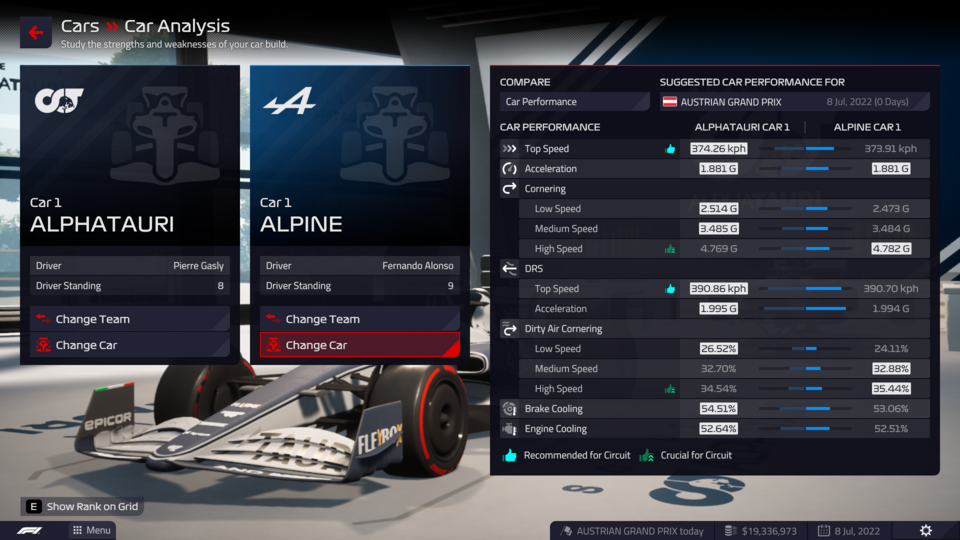 Cars » Car Analysis
Study the strengths and weaknesses of your car build.
Car 1
ALPHATAURI
Driver Pierre Gasly
Driver Standing 8
Change Team
Change Car
Car 1
ALPINE
Driver Fernando Alonso
Driver Standing 9
Change Team
Change Car
COMPARE
Car Performance
SUGGESTED CAR PERFORMANCE FOR
AUSTRIAN GRAND PRIX 8 Jul, 2022 (0 Days)
CAR PERFORMANCE ALPHATAURI CAR 1 ALPINE CAR 1
Top Speed 374.26 kph 373.91 kph
Acceleration 1.881 G 1.881 G
Cornering
Low Speed 2.514 G 2.473 G
Medium Speed 3.485 G 3.484 G
High Speed 4.769 G 4.782 G
DRS
Top Speed 390.86 kph 390.70 kph
Acceleration 1.995 G 1.994 G
Dirty Air Cornering
Low Speed 26.52% 24.11%
Medium Speed 32.70% 32.88%
High Speed 34.54% 35.44%
Brake Cooling 54.51% 53.06%
Engine Cooling 52.64% 52.51%
Recommended for Circuit Crucial for Circuit
EPICOR
FLEYBOX
E Show Rank on Grid
Menu
AUSTRIAN GRAND PRIX today $19,336,973 8 Jul, 2022